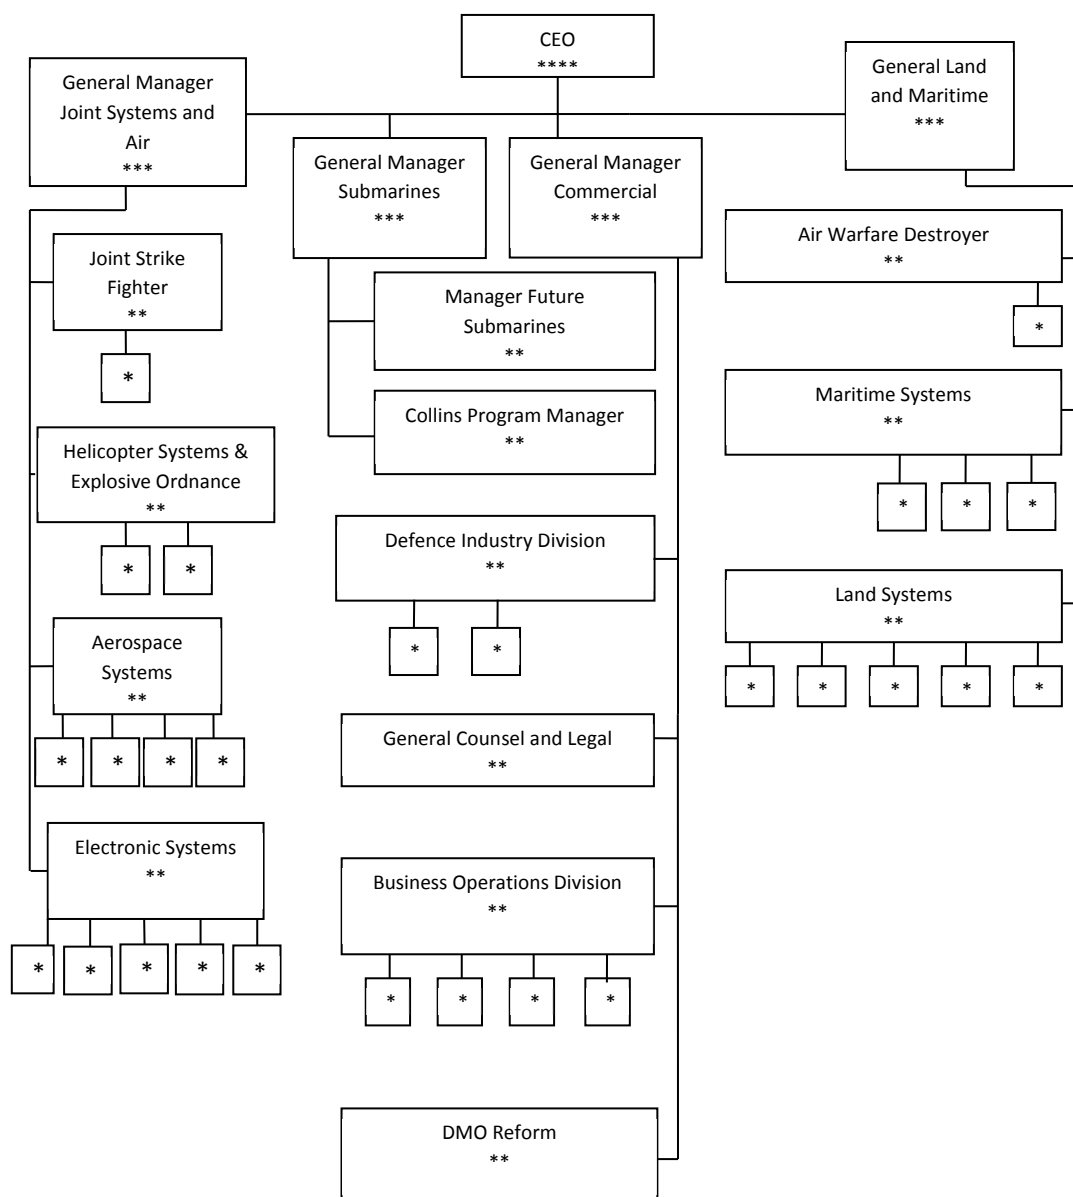 CEO
****
General Manager
Joint Systems and
Air
***
General Land
and Maritime
***
General Manager
Submarines
***
General Manager
Commercial
***
Joint Strike
Fighter
**
*
Helicopter Systems &
Explosive Ordnance
**
* *
Aerospace
Systems
**
* * * *
Electronic Systems
**
* * * * *
Manager Future
Submarines
**
Collins Program Manager
**
Defence Industry Division
**
* *
General Counsel and Legal
**
Business Operations Division
**
* * * *
DMO Reform
**
Air Warfare Destroyer
**
*
Maritime Systems
**
* * *
Land Systems
**
* * * * *